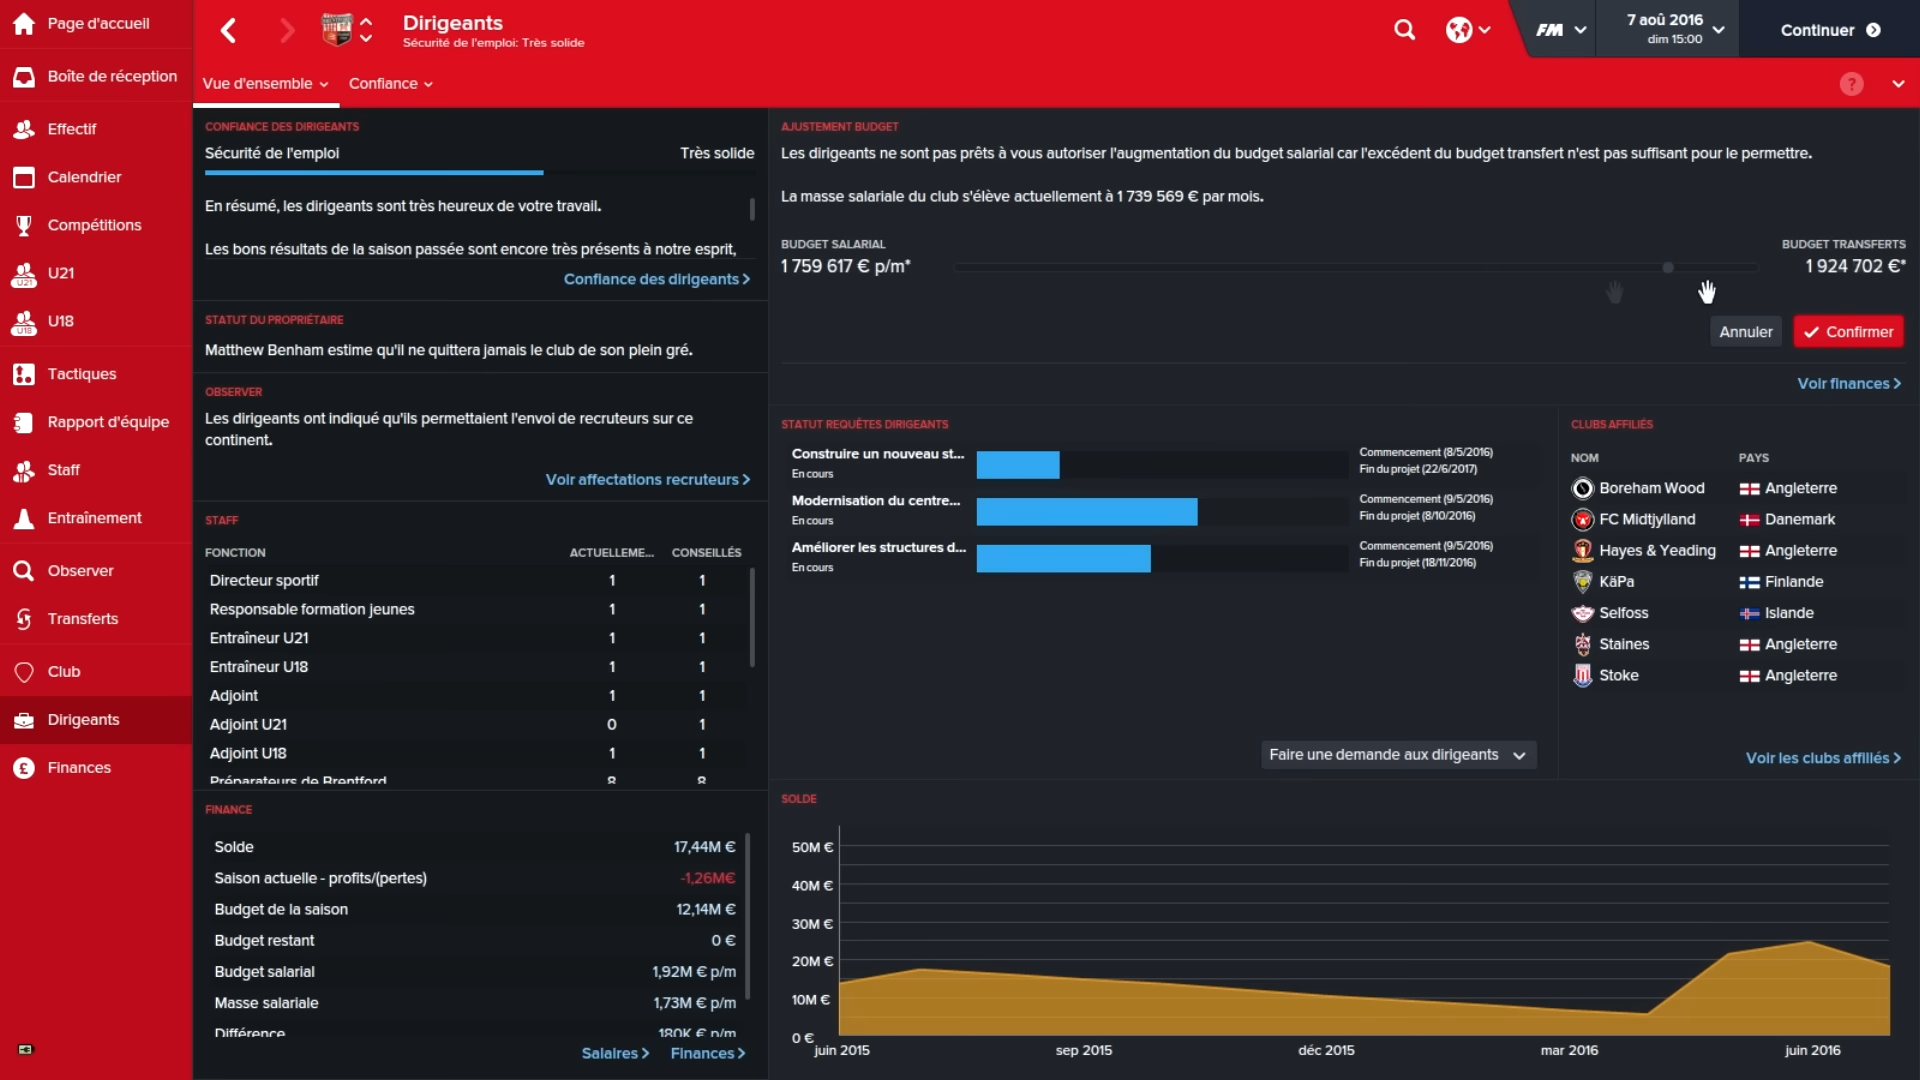 Page d'accueil
Boîte de réception
Effectif
Calendrier
Compétitions
U21
U21
U18
U18
Tactiques
Rapport d'équipe
Staff
Entraînement
Observer
Transferts
Club
Dirigeants
Finances
Dirigeants
Sécurité de l'emploi: Très solide
FM
7 aoû 2016
dim 15:00
Continuer
Vue d'ensemble
Confiance
?
CONFIANCE DES DIRIGEANTS
Sécurité de l'emploi Très solide
En résumé, les dirigeants sont très heureux de votre travail.
Les bons résultats de la saison passée sont encore très présents à notre esprit,
Confiance des dirigeants >
STATUT DU PROPRIÉTAIRE
Matthew Benham estime qu'il ne quittera jamais le club de son plein gré.
OBSERVER
Les dirigeants ont indiqué qu'ils permettaient l'envoi de recruteurs sur ce
continent.
Voir affectations recruteurs >
STAFF
FONCTION ACTUELLEME... CONSEILLÉS
Directeur sportif 1 1
Responsable formation jeunes 1 1
Entraîneur U21 1 1
Entraîneur U18 1 1
Adjoint 1 1
Adjoint U21 0 1
Adjoint U18 1 1
Préparateurs de Brentford 8 8
FINANCE
Solde 17,44M €
Saison actuelle - profits/(pertes) -1,26M€
Budget de la saison 12,14M €
Budget restant 0 €
Budget salarial 1,92M € p/m
Masse salariale 1,73M € p/m
Différence 180K € p/m
Salaires > Finances >
AJUSTEMENT BUDGET
Les dirigeants ne sont pas prêts à vous autoriser l'augmentation du budget salarial car l'excédent du budget transfert n'est pas suffisant pour le permettre.
La masse salariale du club s'élève actuellement à 1 739 569 € par mois.
BUDGET SALARIAL BUDGET TRANSFERTS
1 759 617 € p/m* 1 924 702 €*
Annuler Confirmer
Voir finances >
STATUT REQUÊTES DIRIGEANTS
Construire un nouveau st... Commencement (8/5/2016)
En cours Fin du projet (22/6/2017)
Modernisation du centre... Commencement (9/5/2016)
En cours Fin du projet (8/10/2016)
Améliorer les structures d... Commencement (9/5/2016)
En cours Fin du projet (18/11/2016)
Faire une demande aux dirigeants
CLUBS AFFILIÉS
NOM PAYS
Boreham Wood Angleterre
FC Midtjylland Danemark
Hayes & Yeading Angleterre
KäPa Finlande
Selfoss Islande
Staines Angleterre
Stoke Angleterre
Voir les clubs affiliés >
SOLDE
50M €
40M €
30M €
20M €
10M €
0 €
juin 2015 sep 2015 déc 2015 mar 2016 juin 2016